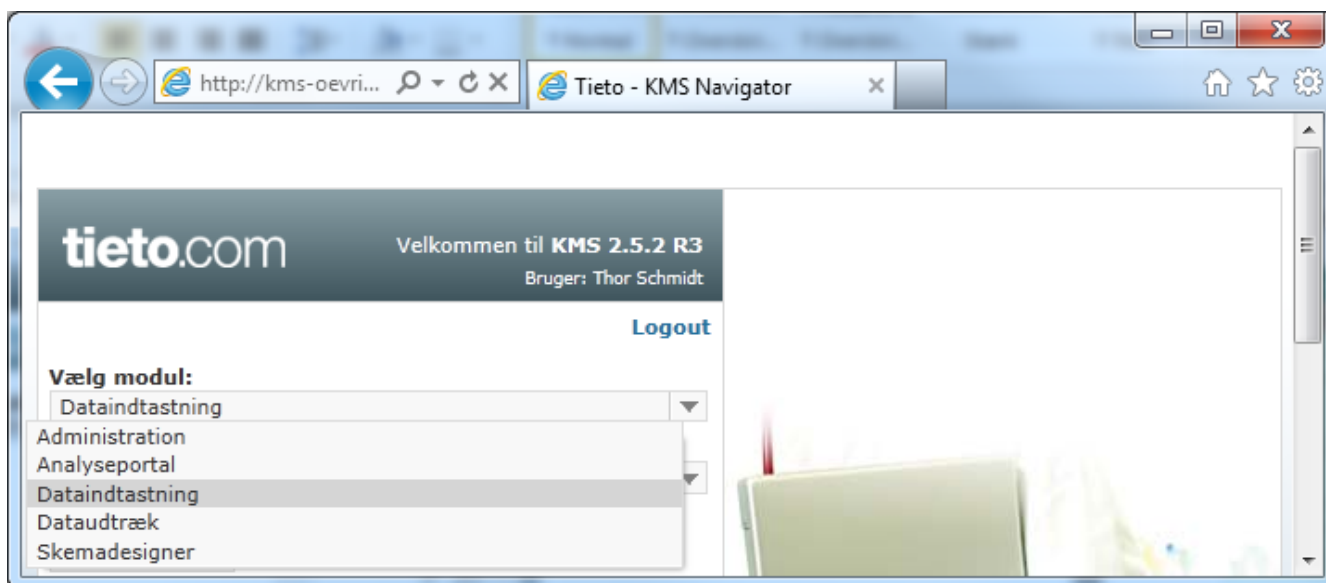 http://kms-oevri...
Tieto - KMS Navigator
tieto.com
Velkommen til KMS 2.5.2 R3
Bruger: Thor Schmidt
Logout
Vælg modul:
Dataindtastning
Administration
Analyseportal
Dataindtastning
Dataudtræk
Skemadesigner